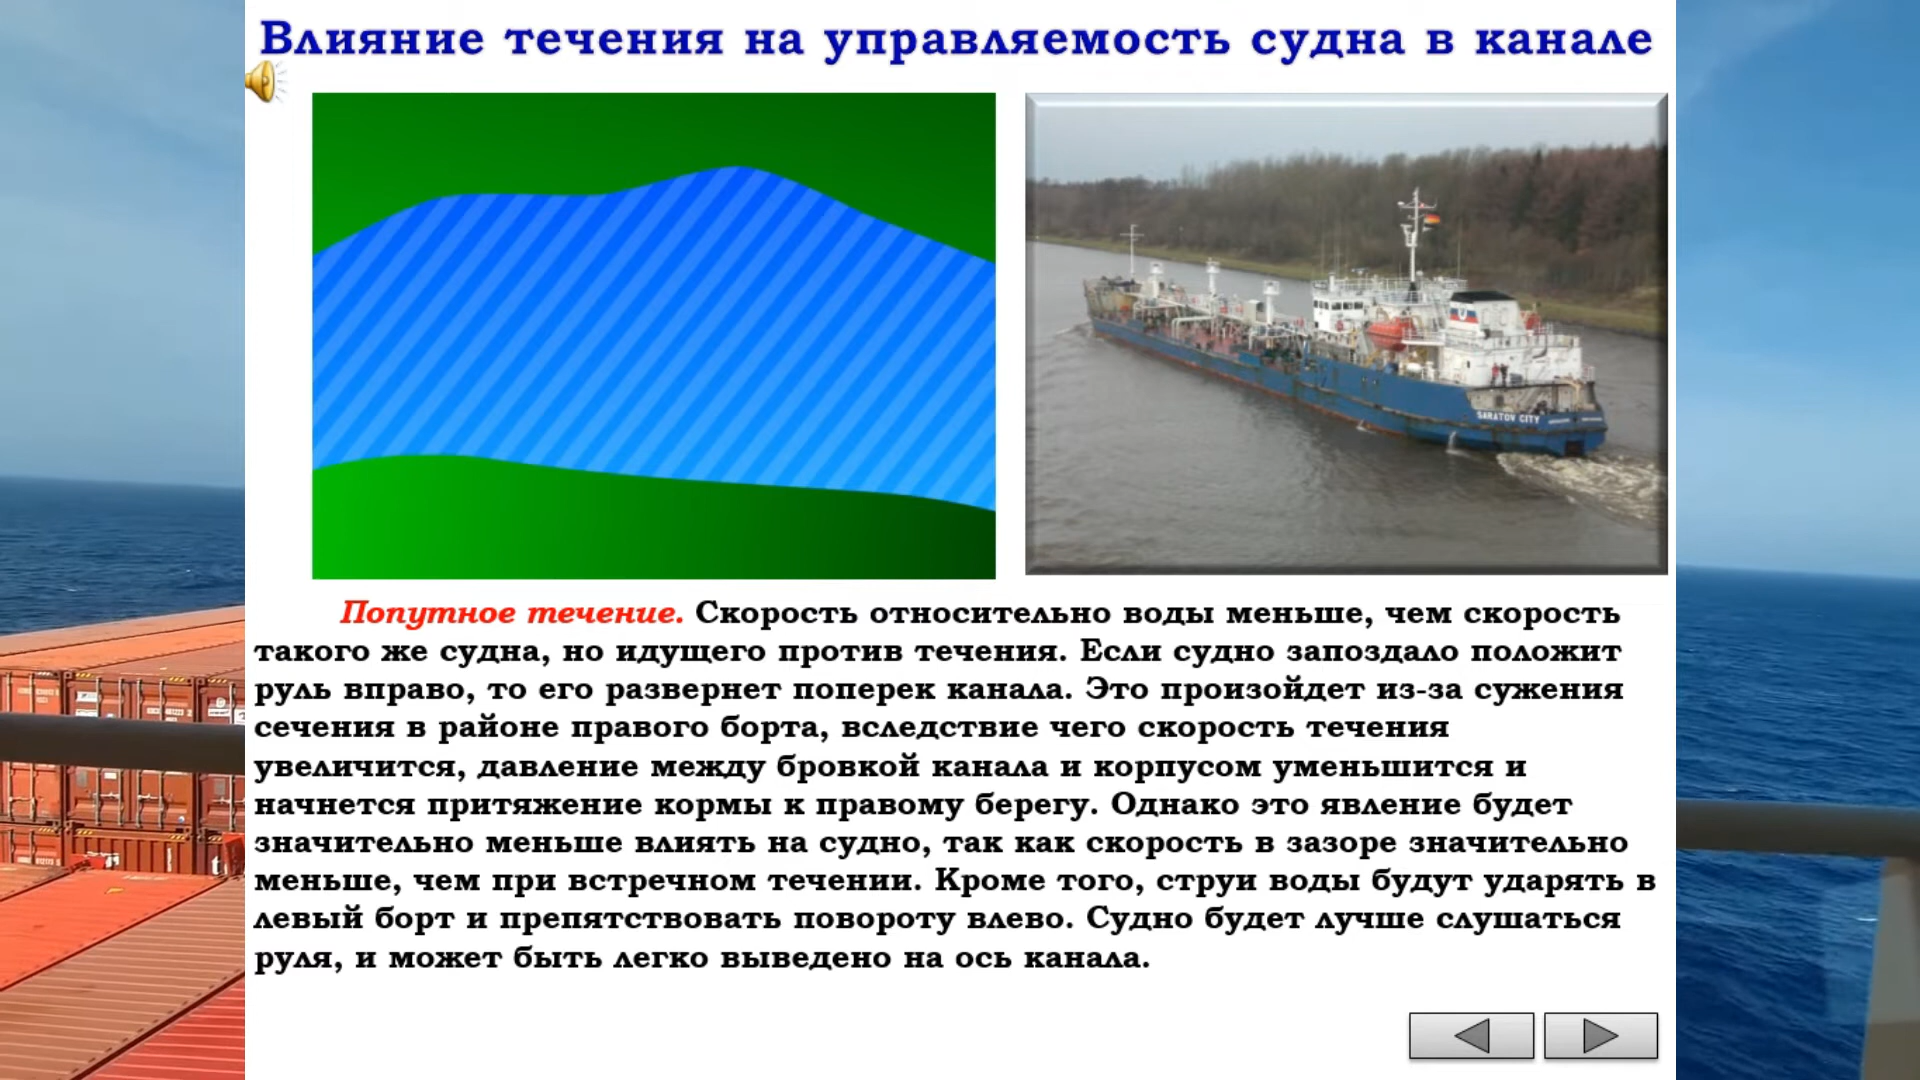 Влияние течения на управляемость судна в канале
SARATOV CITY
Попутное течение. Скорость относительно воды меньше, чем скорость
такого же судна, но идущего против течения. Если судно запоздало положит
руль вправо, то его развернет поперек канала. Это произойдет из-за сужения
сечения в районе правого борта, вследствие чего скорость течения
увеличится, давление между бровкой канала и корпусом уменьшится и
начнется притяжение кормы к правому берегу. Однако это явление будет
значительно меньше влиять на судно, так как скорость в зазоре значительно
меньше, чем при встречном течении. Кроме того, струи воды будут ударять в
левый борт и препятствовать повороту влево. Судно будет лучше слушаться
руля, и может быть легко выведено на ось канала.